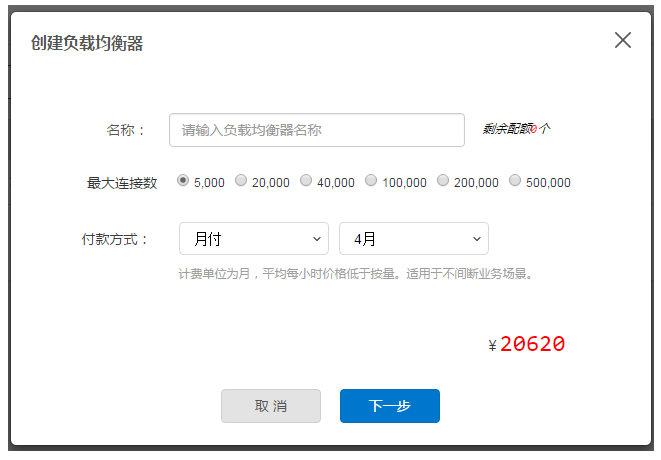 创建负载均衡器
名称： 请输入负载均衡器名称 剩余配额0个
最大连接数 5,000 20,000 40,000 100,000 200,000 500,000
付款方式： 月付 4月
计费单位为月，平均每小时价格低于按量。适用于不间断业务场景。
¥20620
取 消 下一步